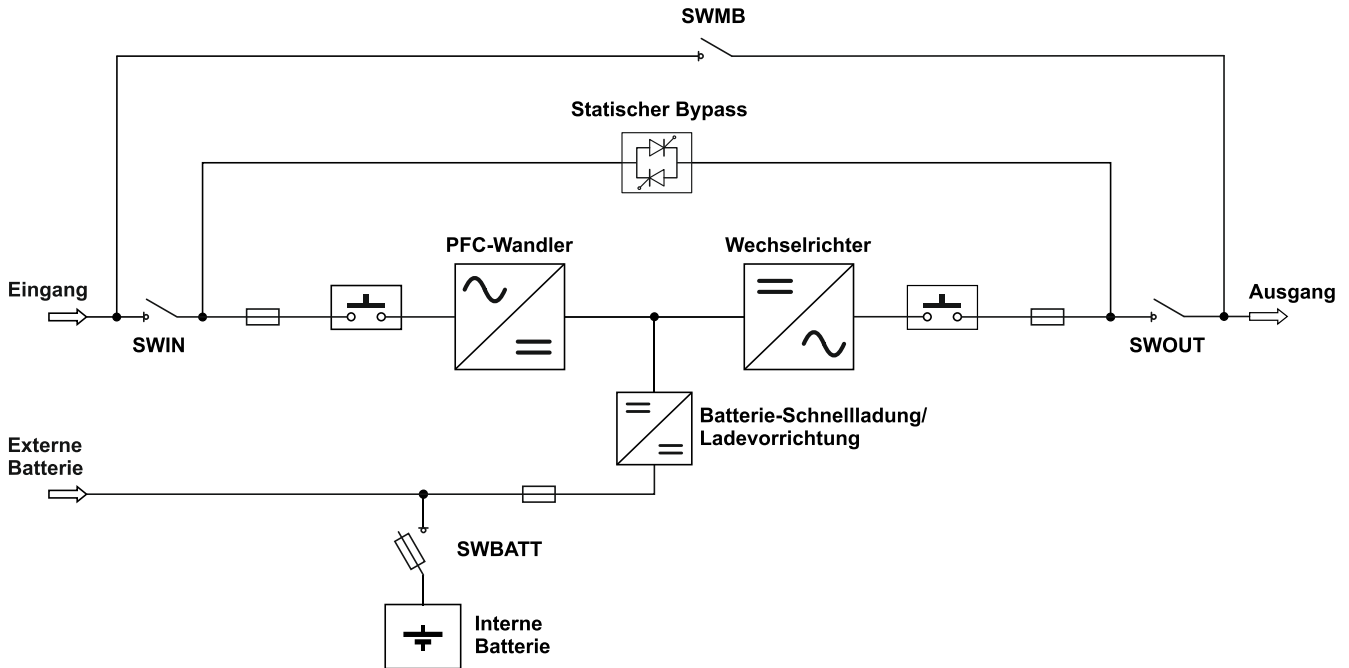 SWMB
Statischer Bypass
PFC-Wandler
Wechselrichter
Eingang
Ausgang
SWIN
SWOUT
Batterie-Schnellladung/
Ladevorrichtung
Externe
Batterie
SWBATT
Interne
Batterie